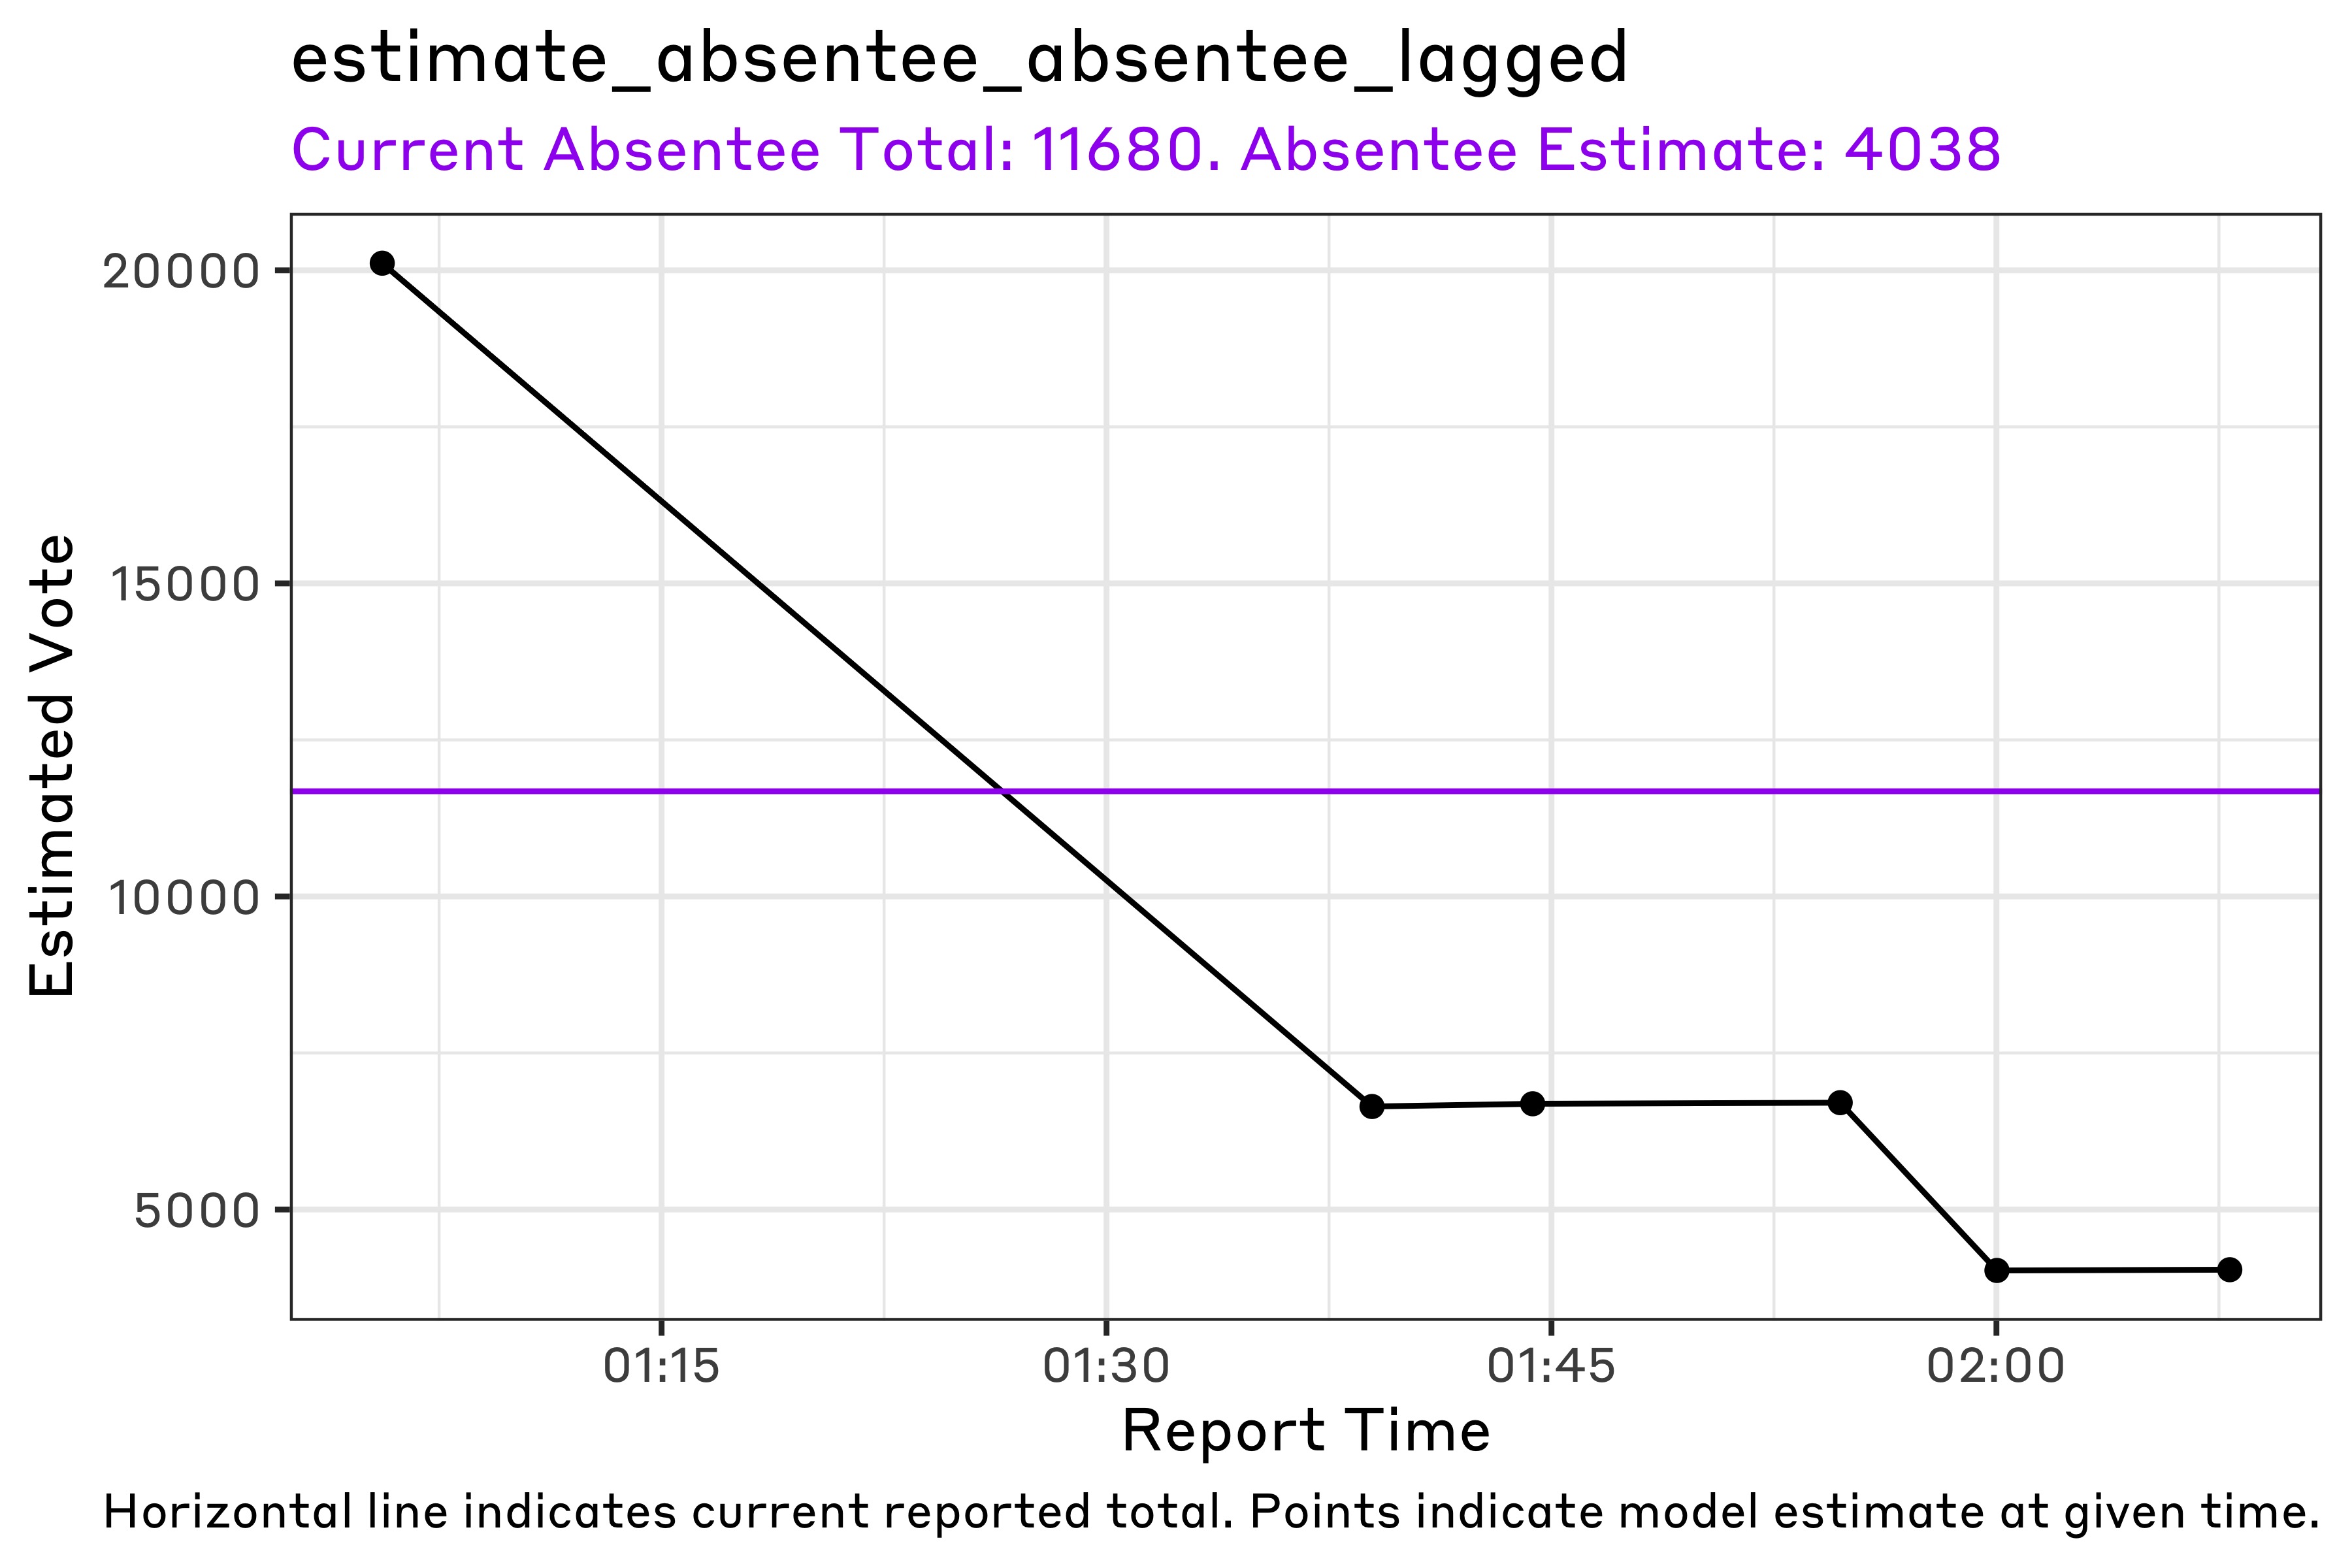 estimate_absentee_absentee_lagged
Current Absentee Total: 11680. Absentee Estimate: 4038
Estimated Vote
20000
15000
10000
5000
01:15
01:30
01:45
02:00
Report Time
Horizontal line indicates current reported total. Points indicate model estimate at given time.